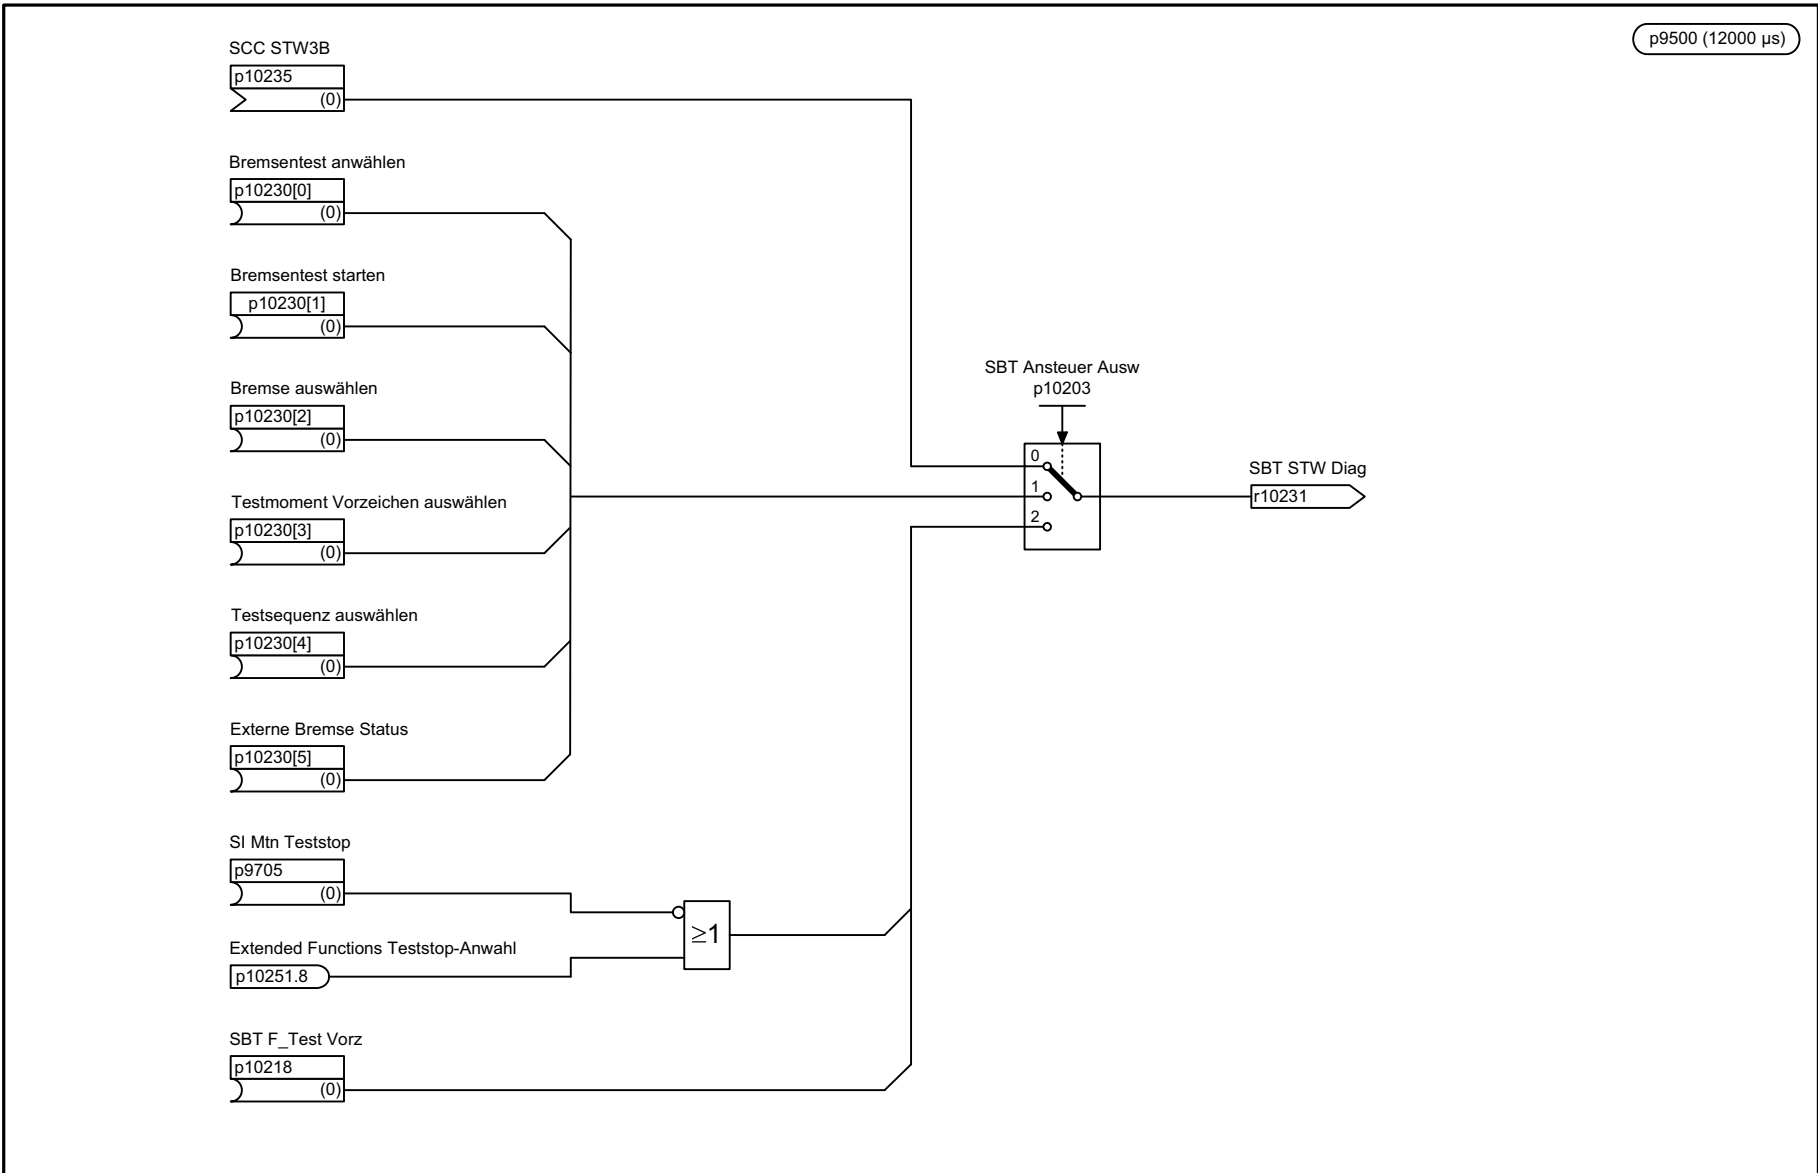 p9500 (12000 µs)
SCC STW3B
p10235
(0)
Bremsentest anwählen
p10230[0]
(0)
Bremsentest starten
p10230[1]
(0)
Bremse auswählen
p10230[2]
(0)
Testmoment Vorzeichen auswählen
p10230[3]
(0)
Testsequenz auswählen
p10230[4]
(0)
Externe Bremse Status
p10230[5]
(0)
SI Mtn Teststop
p9705
(0)
Extended Functions Teststop-Anwahl
p10251.8
≥1
SBT F_Test Vorz
p10218
(0)
SBT Ansteuer Ausw
p10203
0
1
2
SBT STW Diag
r10231